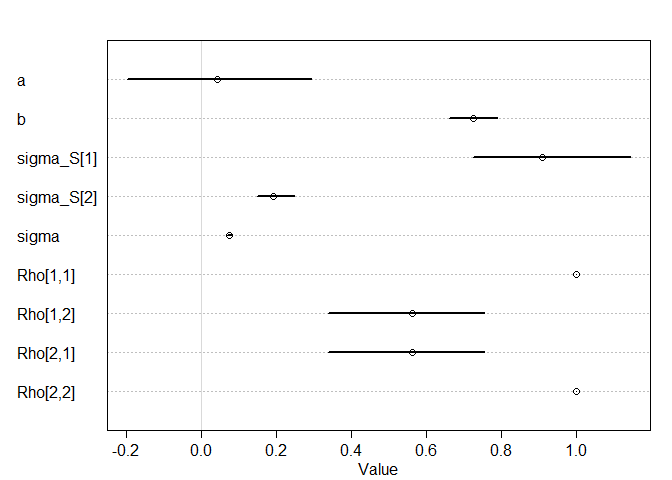 a
b
sigma_S[1]
sigma_S[2]
sigma
Rho[1,1]
Rho[1,2]
Rho[2,1]
Rho[2,2]
-0.2 0.0 0.2 0.4 0.6 0.8 1.0
Value